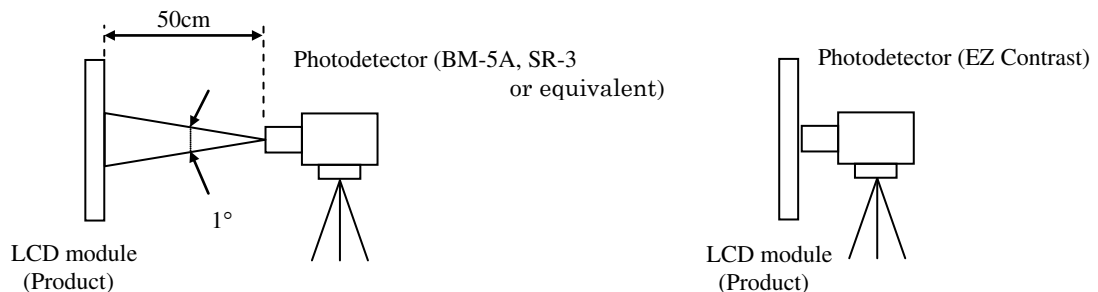 50cm
Photodetector (BM-5A, SR-3
or equivalent)
1°
LCD module
(Product)
Photodetector (EZ Contrast)
LCD module
(Product)